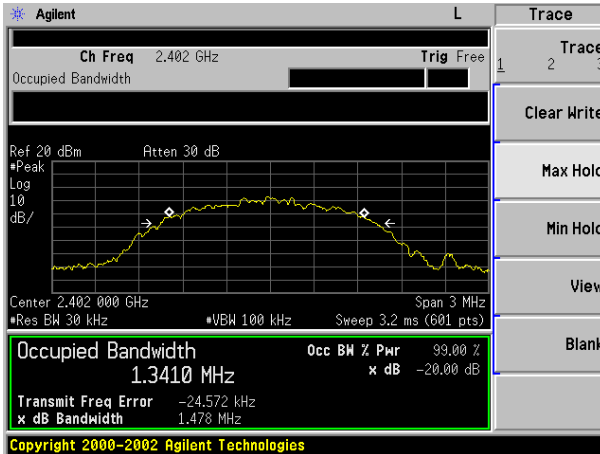 Agilent L Trace
Ch Freq 2.402 GHz Trig Free
Occupied Bandwidth
Trace
1 2 3
Clear Write
Max Hold
Min Hold
View
Blank
Ref 20 dBm Atten 30 dB
#Peak
Log
10
dB/
Center 2.402 000 GHz Span 3 MHz
#Res BW 30 kHz #VBW 100 kHz Sweep 3.2 ms (601 pts)
Occupied Bandwidth Occ BW % Pwr 99.00 %
1.3410 MHz x dB -20.00 dB
Transmit Freq Error -24.572 kHz
x dB Bandwidth 1.478 MHz
Copyright 2000-2002 Agilent Technologies